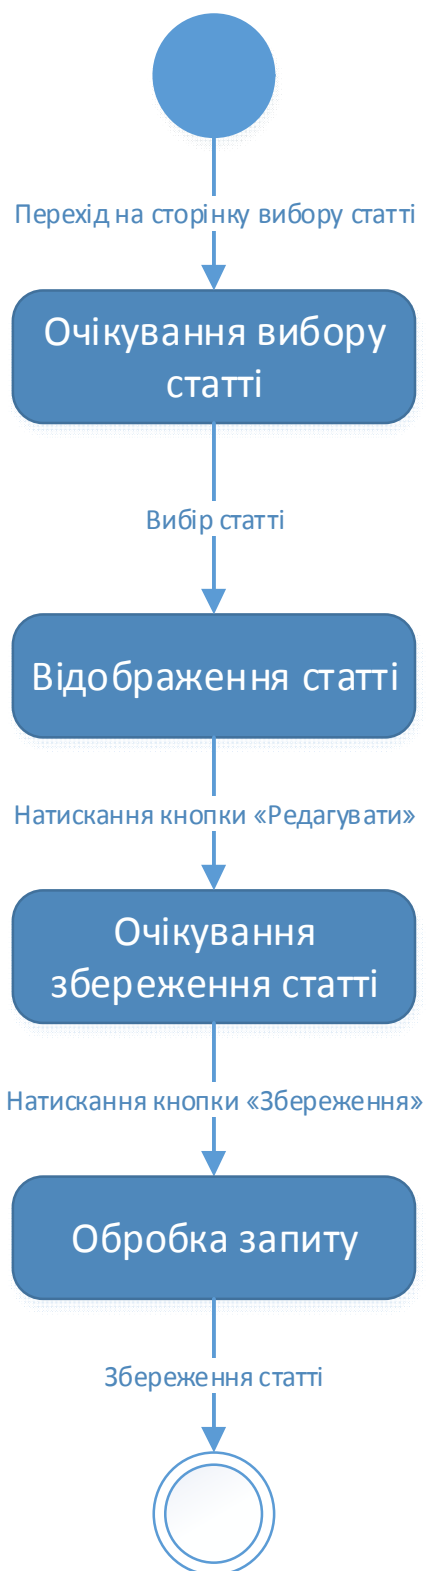 Перехід на сторінку вибору статті
Очікування вибору
статті
Вибір статті
Відображення статті
Натискання кнопки «Редагувати»
Очікування
збереження статті
Натискання кнопки «Збереження»
Обробка запиту
Збереження статті